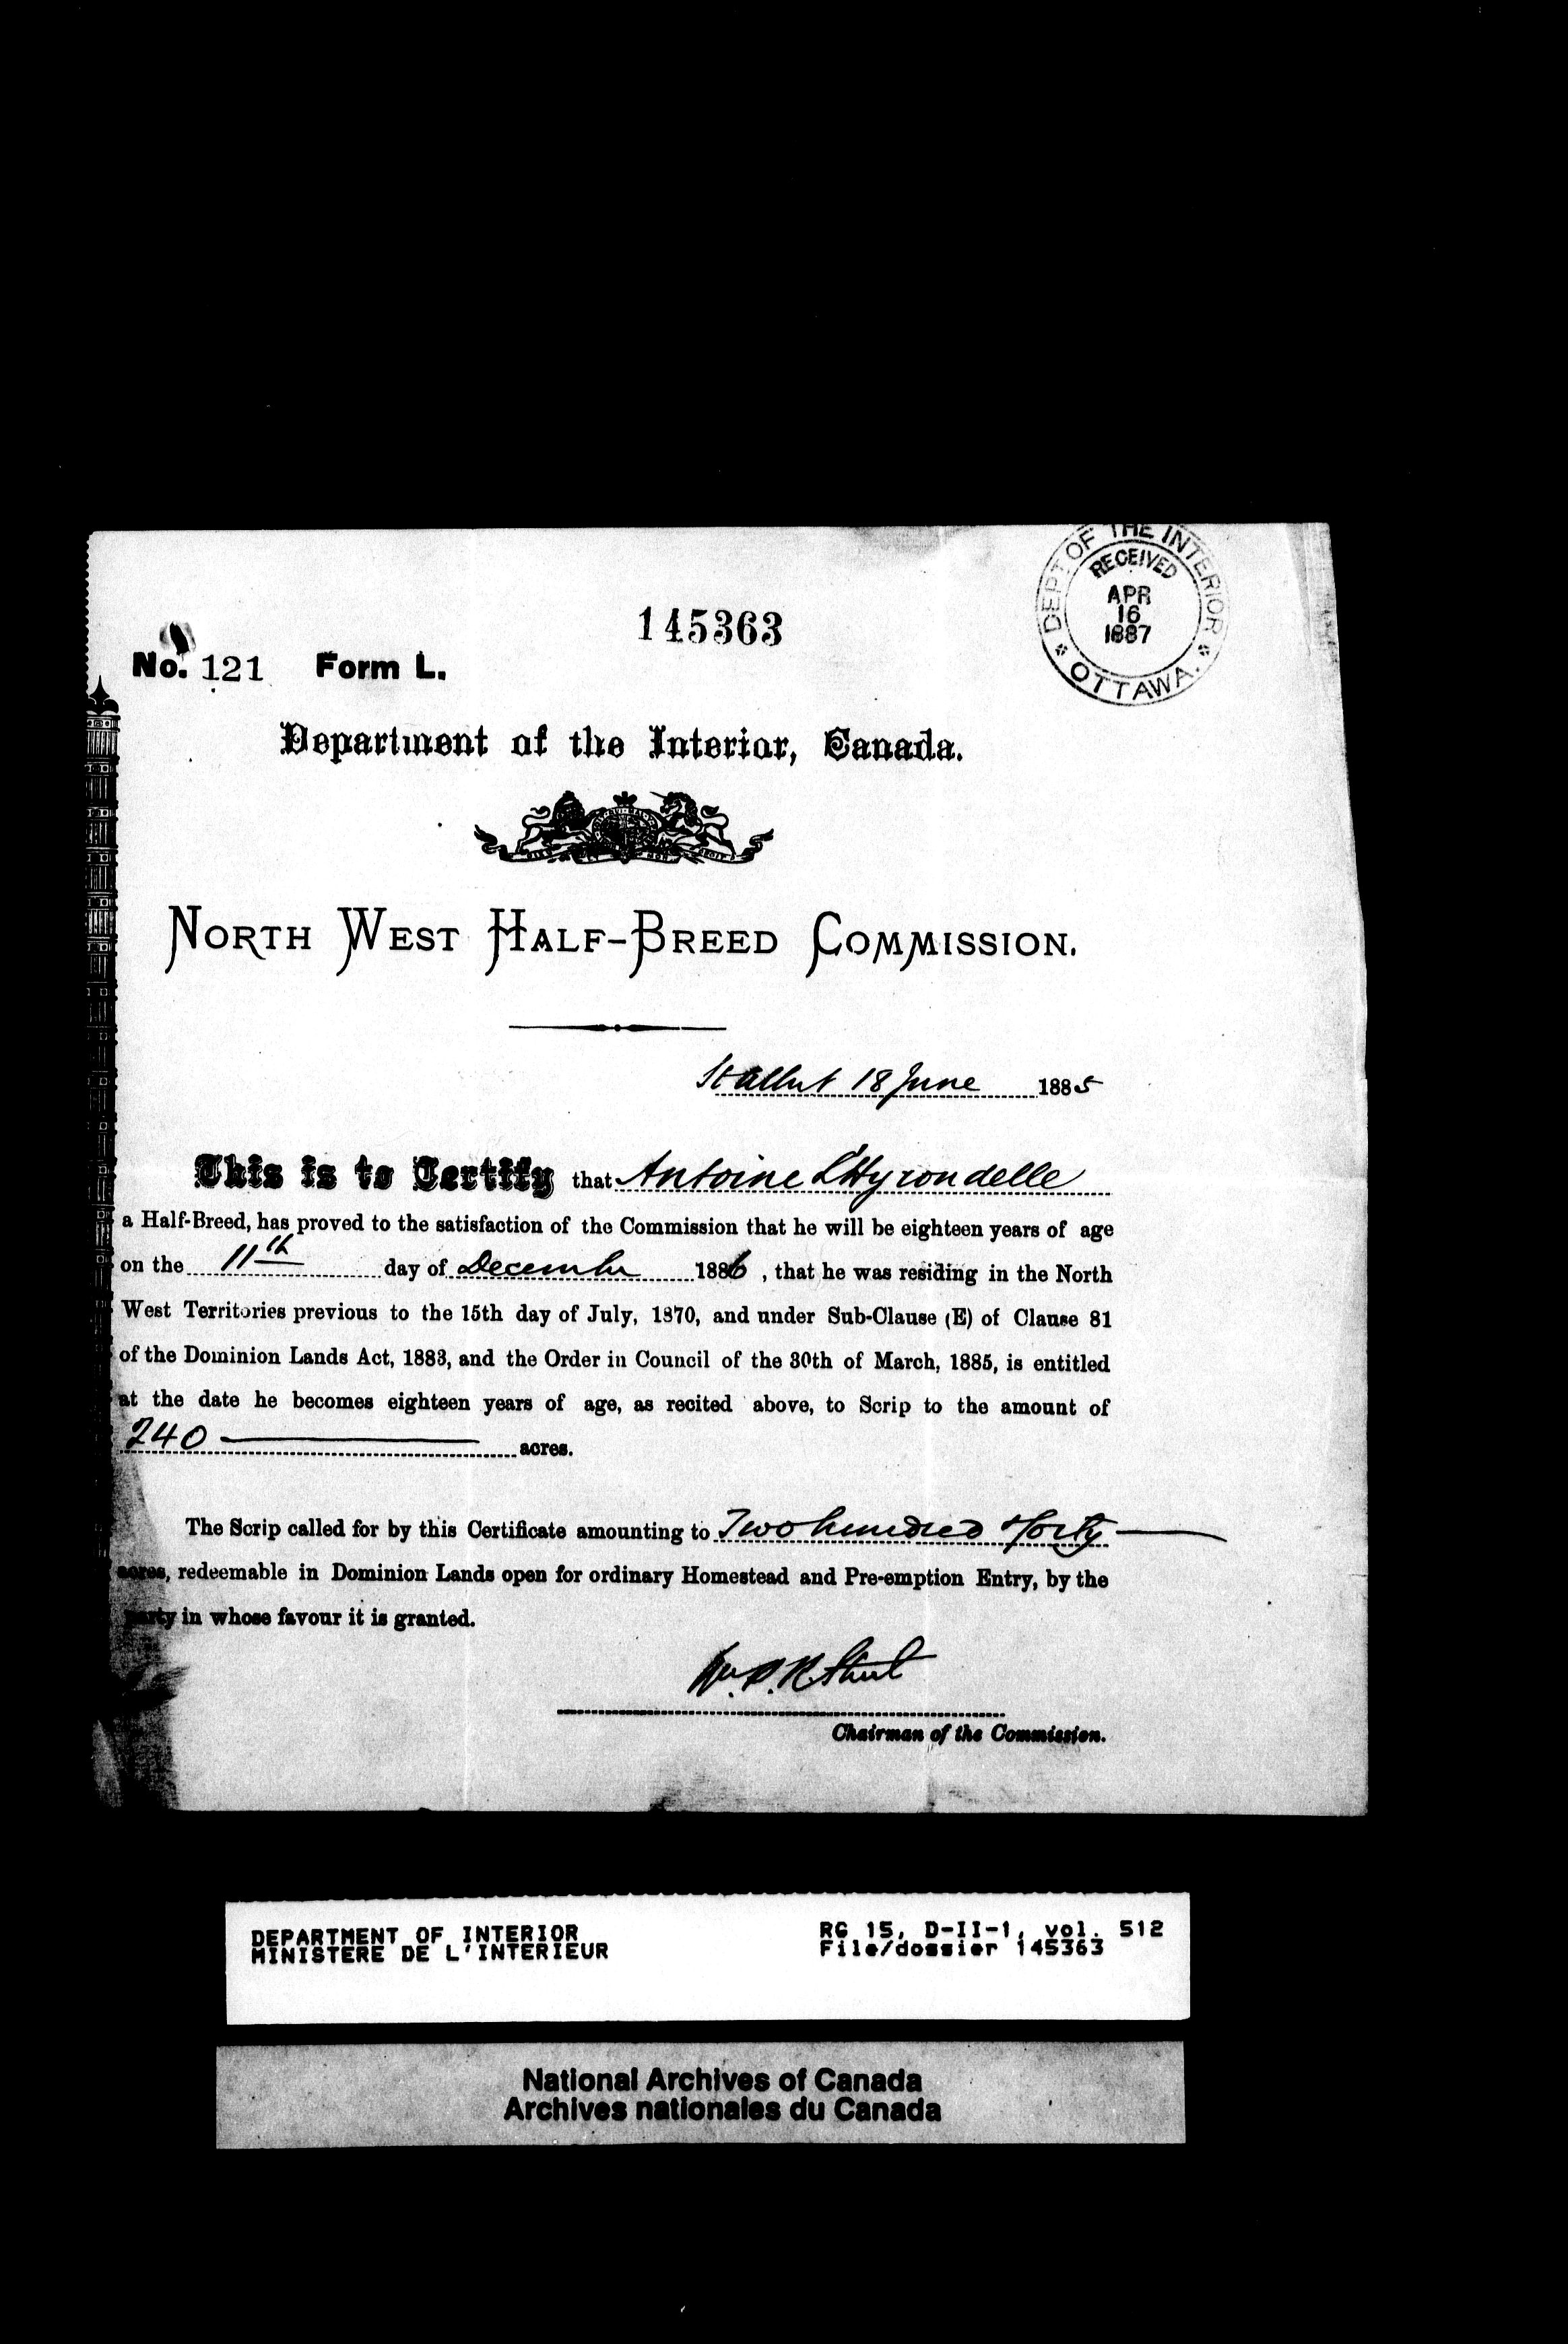 DEPT OF THE INTERIOR
RECEIVED
APR
16
1887
OTTAWA.
145363
No. 121 Form L.
Department of the Interior, Canada.
NORTH WEST HALF-BREED COMMISSION.
St Albert 18 June 1885
This is to Certify that Antoine L'Hyrondelle
a Half-Breed, has proved to the satisfaction of the Commission that he will be eighteen years of age
on the 11th day of December 1886 , that he was residing in the North
West Territories previous to the 15th day of July, 1870, and under Sub-Clause (E) of Clause 81
of the Dominion Lands Act, 1883, and the Order in Council of the 30th of March, 1885, is entitled
at the date he becomes eighteen years of age, as recited above, to Scrip to the amount of
240 acres.
The Scrip called for by this Certificate amounting to Two hundred & forty
acres, redeemable in Dominion Lands open for ordinary Homestead and Pre-emption Entry, by the
party in whose favour it is granted.
Wm. P. R. Street
Chairman of the Commission.
DEPARTMENT OF INTERIOR RG 15, D-II-1, vol. 512
MINISTERE DE L'INTERIEUR File/dossier 145363
National Archives of Canada
Archives nationales du Canada